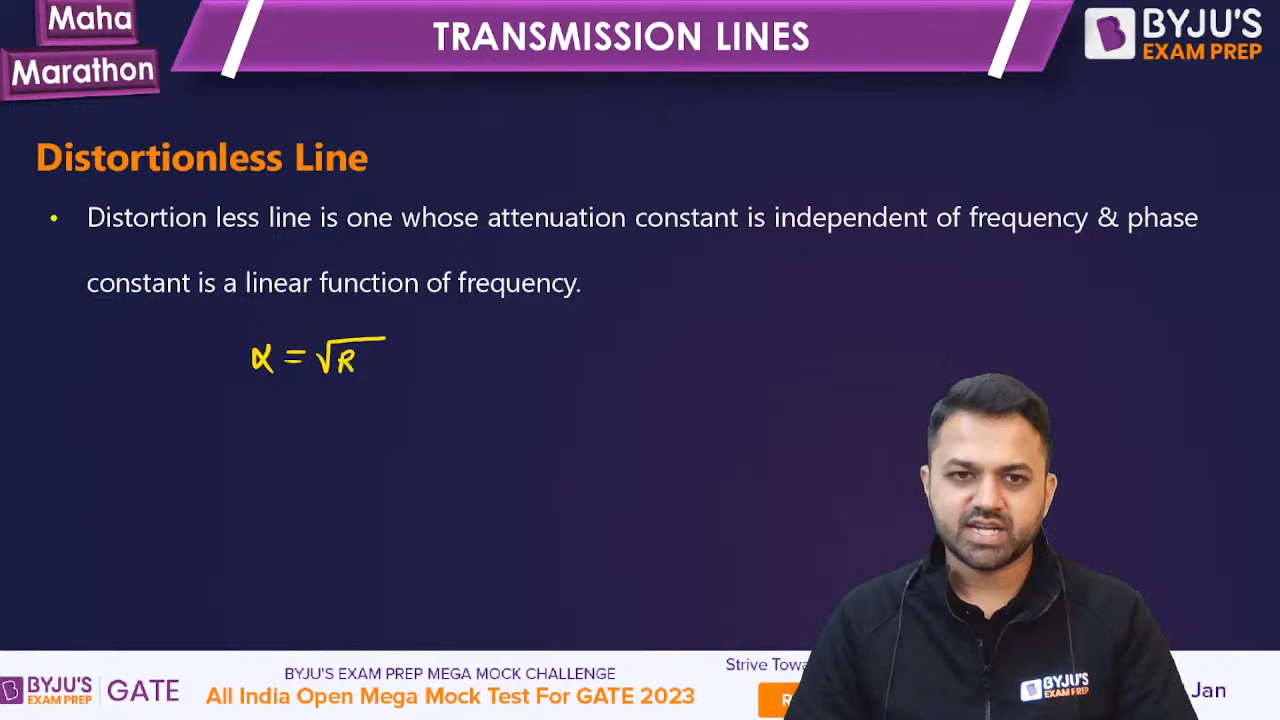 Maha
Marathon
TRANSMISSION LINES
BYJU'S
EXAM PREP
Distortionless Line
• Distortion less line is one whose attenuation constant is independent of frequency & phase
constant is a linear function of frequency.
α = √R
BYJU'S
EXAM PREP
BYJU'S
EXAM PREP
GATE
BYJU'S EXAM PREP MEGA MOCK CHALLENGE
All India Open Mega Mock Test For GATE 2023
Strive Towa
R
Jan